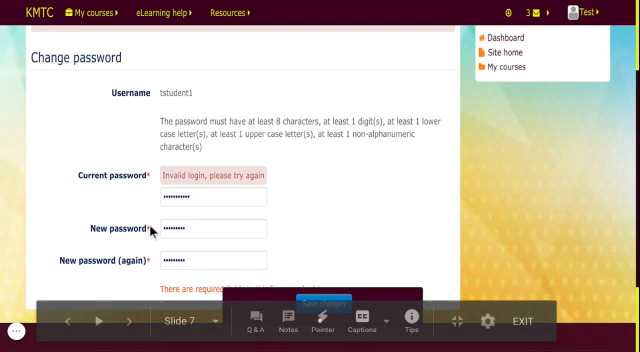 KMTC My courses eLearning help Resources 3 Test
Dashboard
Site home
My courses
Change password
Username tstudent1
The password must have at least 8 characters, at least 1 digit(s), at least 1 lower
case letter(s), at least 1 upper case letter(s), at least 1 non-alphanumeric
character(s)
Current password* Invalid login, please try again
New password*
New password (again)*
There are required
Save changes
Slide 7
Q & A Notes Pointer Captions Tips
EXIT